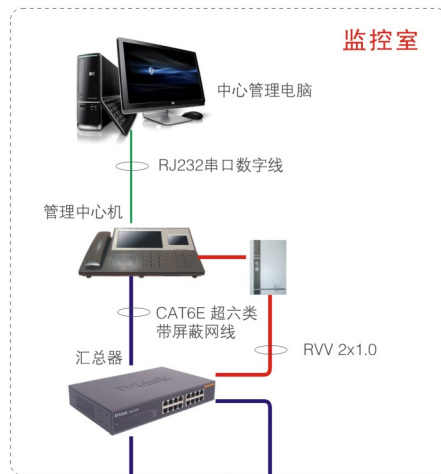 监控室
中心管理电脑
RJ232串口数字线
管理中心机
CAT6E 超六类
带屏蔽网线
RVV 2x1.0
汇总器
D-Link
D-Link